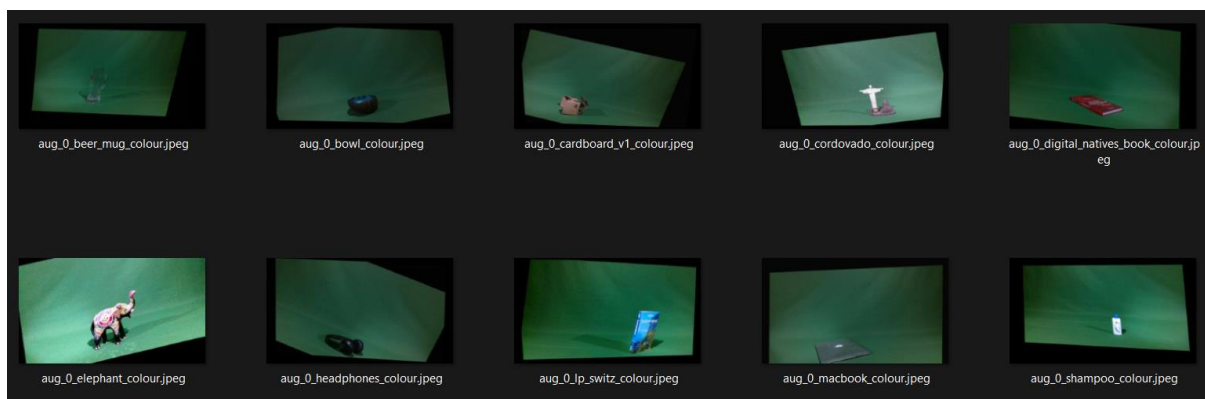 aug_0_beer_mug_colour.jpeg
aug_0_bowl_colour.jpeg
aug_0_cardboard_v1_colour.jpeg
aug_0_cordovado_colour.jpeg
aug_0_digital_natives_book_colour.jp
eg
aug_0_elephant_colour.jpeg
aug_0_headphones_colour.jpeg
aug_0_lp_switz_colour.jpeg
aug_0_macbook_colour.jpeg
aug_0_shampoo_colour.jpeg